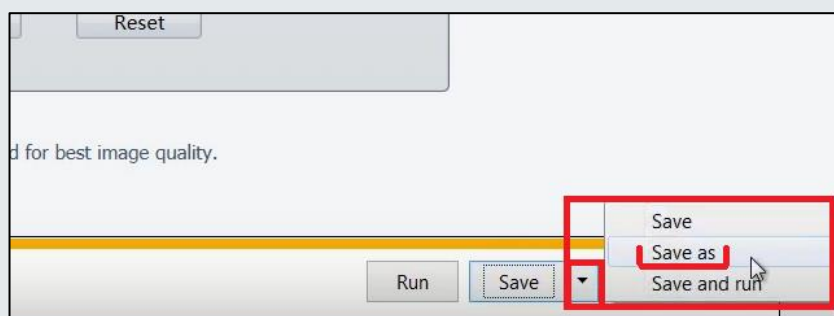 Reset
d for best image quality.
Save
Save as
Run Save Save and run